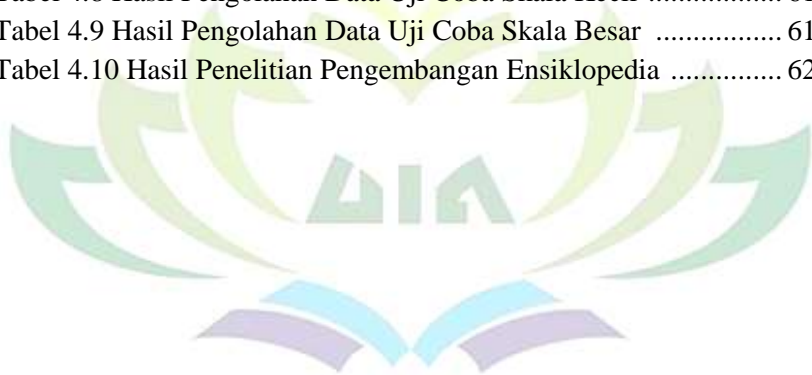 Tabel 4.9 Hasil Pengolahan Data Uji Coba Skala Besar ................. 61
Tabel 4.10 Hasil Penelitian Pengembangan Ensiklopedia ............... 62
UIN